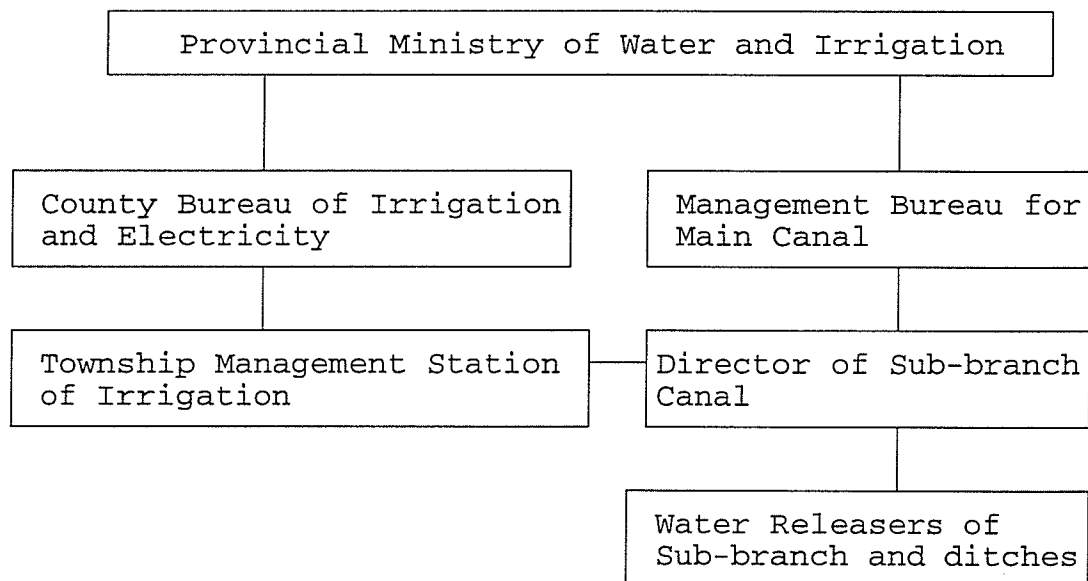 Provincial Ministry of Water and Irrigation
County Bureau of Irrigation
and Electricity
Management Bureau for
Main Canal
Township Management Station
of Irrigation
Director of Sub-branch
Canal
Water Releasers of
Sub-branch and ditches